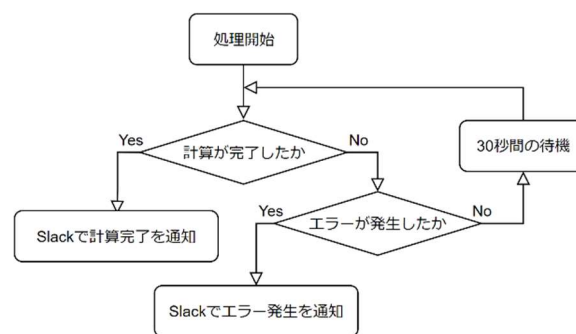 処理開始
Yes
計算が完了したか
No
30秒間の待機
Slackで計算完了を通知
Yes
エラーが発生したか
No
Slackでエラー発生を通知